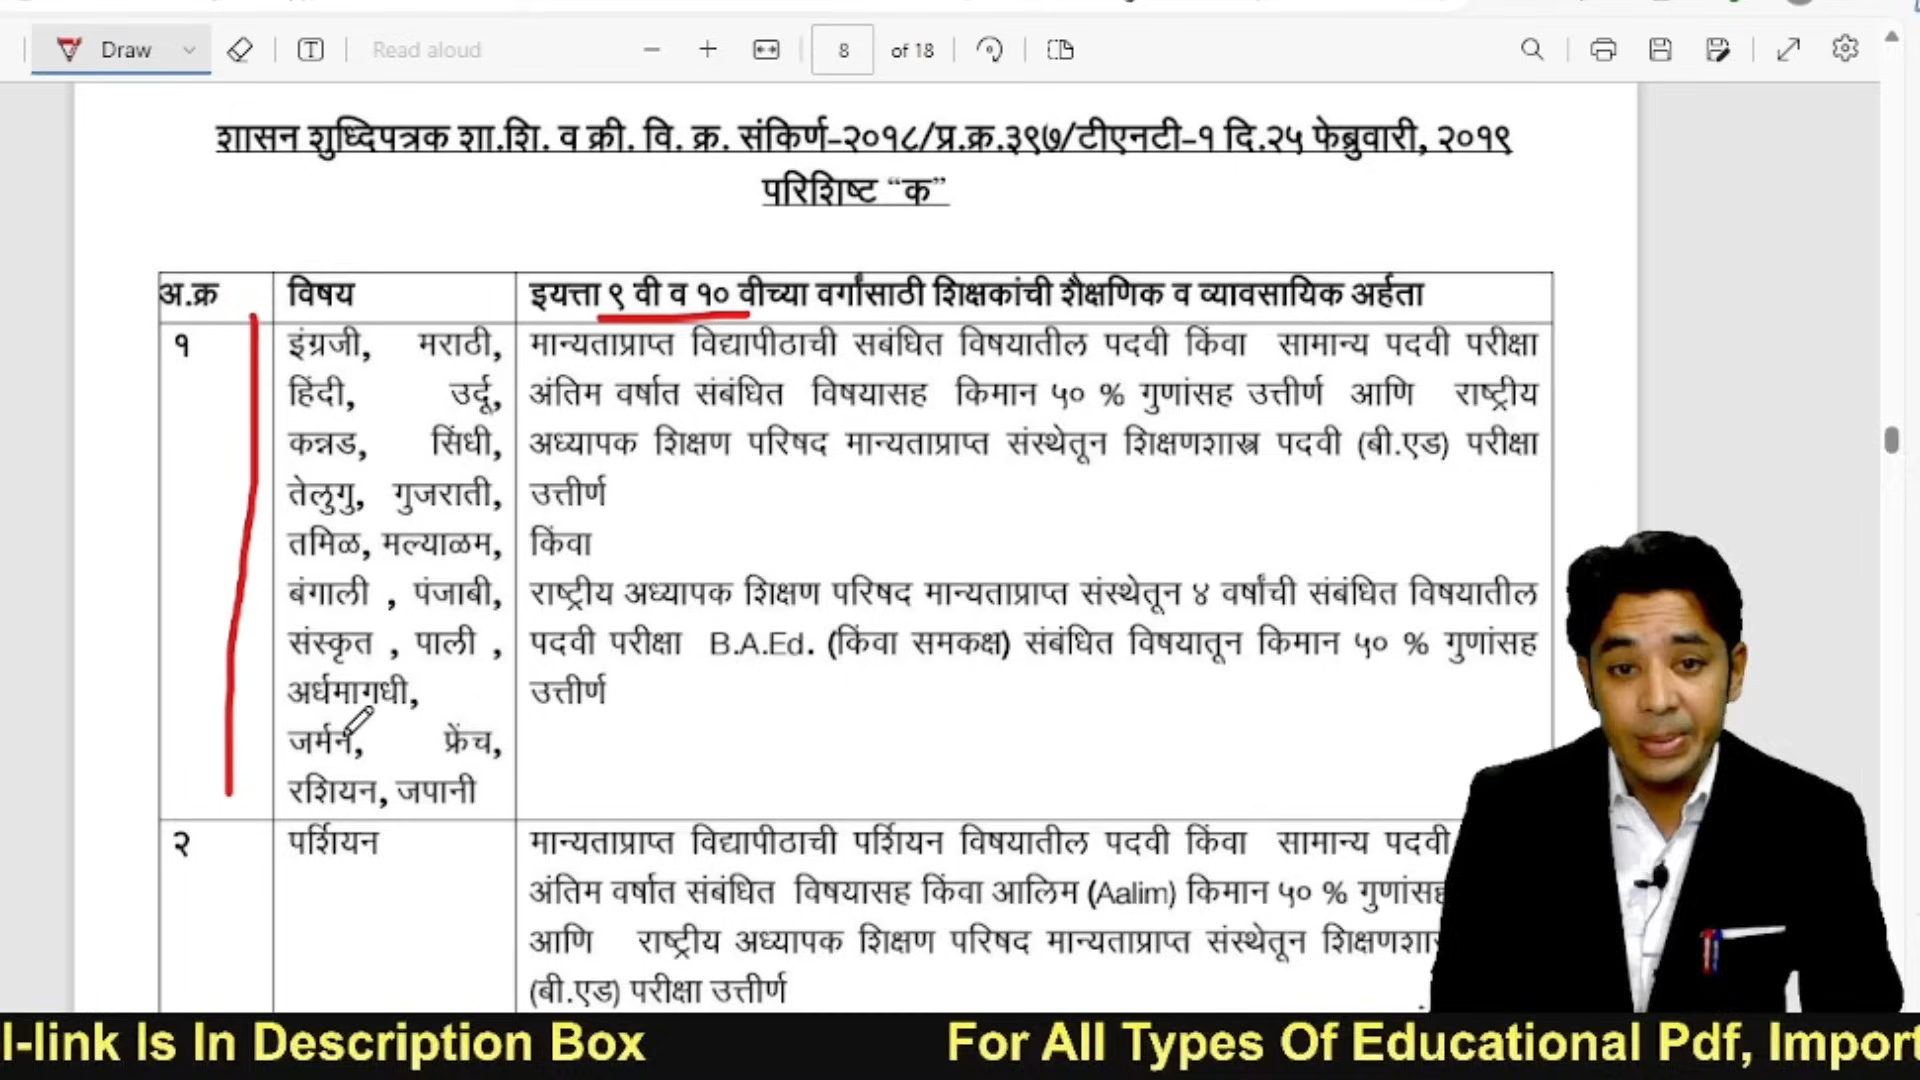 Draw
Read aloud
8 of 18
शासन शुध्दिपत्रक शा.शि. व क्री. वि. क्र. संकिर्ण-२०१८/प्र.क्र.३९७/टीएनटी-१ दि.२५ फेब्रुवारी, २०१९
परिशिष्ट “क”
अ.क्र विषय इयत्ता ९ वी व १० वीच्या वर्गांसाठी शिक्षकांची शैक्षणिक व व्यावसायिक अर्हता
१ इंग्रजी, मराठी, मान्यताप्राप्त विद्यापीठाची सबंधित विषयातील पदवी किंवा सामान्य पदवी परीक्षा
हिंदी, उर्दू, अंतिम वर्षात संबंधित विषयासह किमान ५० % गुणांसह उत्तीर्ण आणि राष्ट्रीय
कन्नड, सिंधी, अध्यापक शिक्षण परिषद मान्यताप्राप्त संस्थेतून शिक्षणशास्त्र पदवी (बी.एड) परीक्षा
तेलुगु, गुजराती, उत्तीर्ण
तमिळ, मल्याळम, किंवा
बंगाली , पंजाबी, राष्ट्रीय अध्यापक शिक्षण परिषद मान्यताप्राप्त संस्थेतून ४ वर्षांची संबंधित विषयातील
संस्कृत , पाली , पदवी परीक्षा B.A.Ed. (किंवा समकक्ष) संबंधित विषयातून किमान ५० % गुणांसह
अर्धमागधी, उत्तीर्ण
जर्मन, फ्रेंच,
रशियन, जपानी
२ पर्शियन मान्यताप्राप्त विद्यापीठाची पर्शियन विषयातील पदवी किंवा सामान्य पदवी
अंतिम वर्षात संबंधित विषयासह किंवा आलिम (Aalim) किमान ५० % गुणांसह
आणि राष्ट्रीय अध्यापक शिक्षण परिषद मान्यताप्राप्त संस्थेतून
(बी.एड) परीक्षा उत्तीर्ण
l-link Is In Description Box For All Types Of Educational Pdf, Import